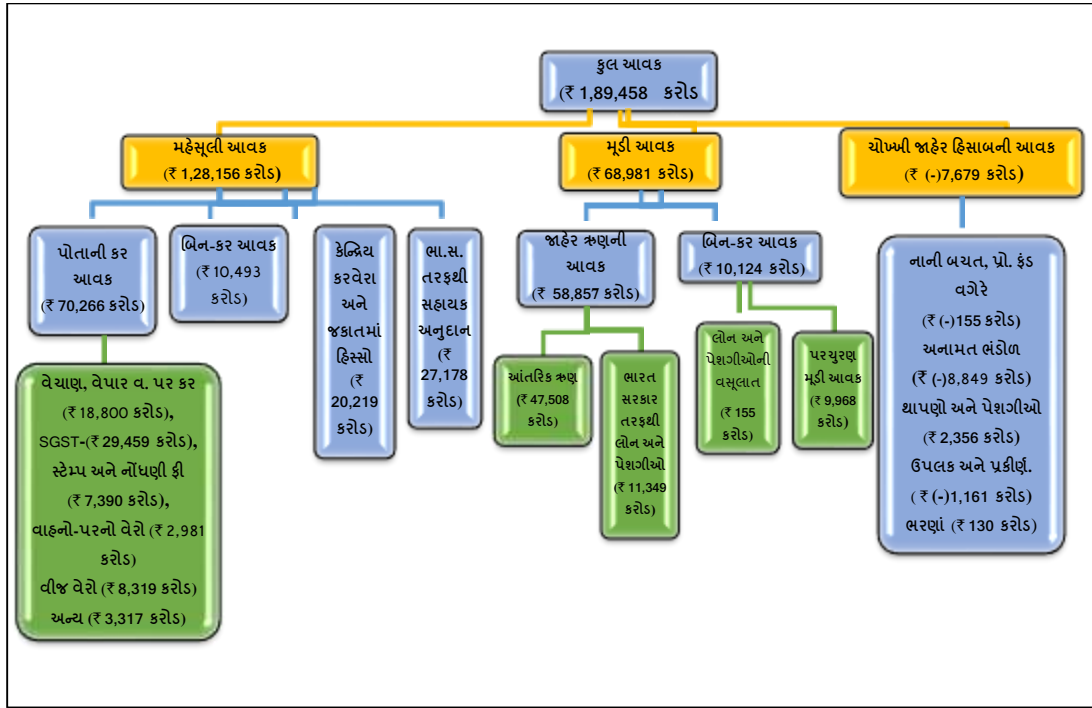 કુલ આવક
(₹ 1,89,458 કરોડ
મહેસૂલી આવક
(₹ 1,28,156 કરોડ)
મૂડી આવક
(₹ 68,981 કરોડ)
ચોખ્ખી જાહેર હિસાબની આવક
(₹ (-)7,679 કરોડ)
પોતાની કર
આવક
(₹ 70,266 કરોડ)
બિન-કર આવક
(₹ 10,493
કરોડ)
કેન્દ્રિય
કરવેરા
અને
જકાતમાં
હિસ્સો
(₹
20,219
કરોડ)
ભા.સ.
તરફથી
સહાયક
અનુદાન
(₹
27,178
કરોડ)
જાહેર ઋણની
આવક
(₹ 58,857 કરોડ)
બિન-કર આવક
(₹ 10,124 કરોડ)
નાની બચત, પ્રો. ફંડ
વગેરે
(₹ (-)155 કરોડ)
અનામત ભંડોળ
(₹ (-)8,849 કરોડ)
થાપણો અને પેશગીઓ
(₹ 2,356 કરોડ)
ઉપલક અને પ્રકીર્ણ.
(₹ (-)1,161 કરોડ)
ભરણાં (₹ 130 કરોડ)
વેચાણ, વેપાર વ. પર કર
(₹ 18,800 કરોડ),
SGST-(₹ 29,459 કરોડ),
સ્ટેમ્પ અને નોંધણી ફી
(₹ 7,390 કરોડ),
વાહનો-પરનો વેરો (₹ 2,981
કરોડ)
વીજ વેરો (₹ 8,319 કરોડ)
અન્ય (₹ 3,317 કરોડ)
આંતરિક ઋણ
(₹ 47,508
કરોડ)
ભારત
સરકાર
તરફથી
લોન અને
પેશગીઓ
(₹ 11,349
કરોડ)
લોન અને
પેશગીઓની
વસૂલાત
(₹ 155
કરોડ)
પરચુરણ
મૂડી આવક
(₹ 9,968
કરોડ)